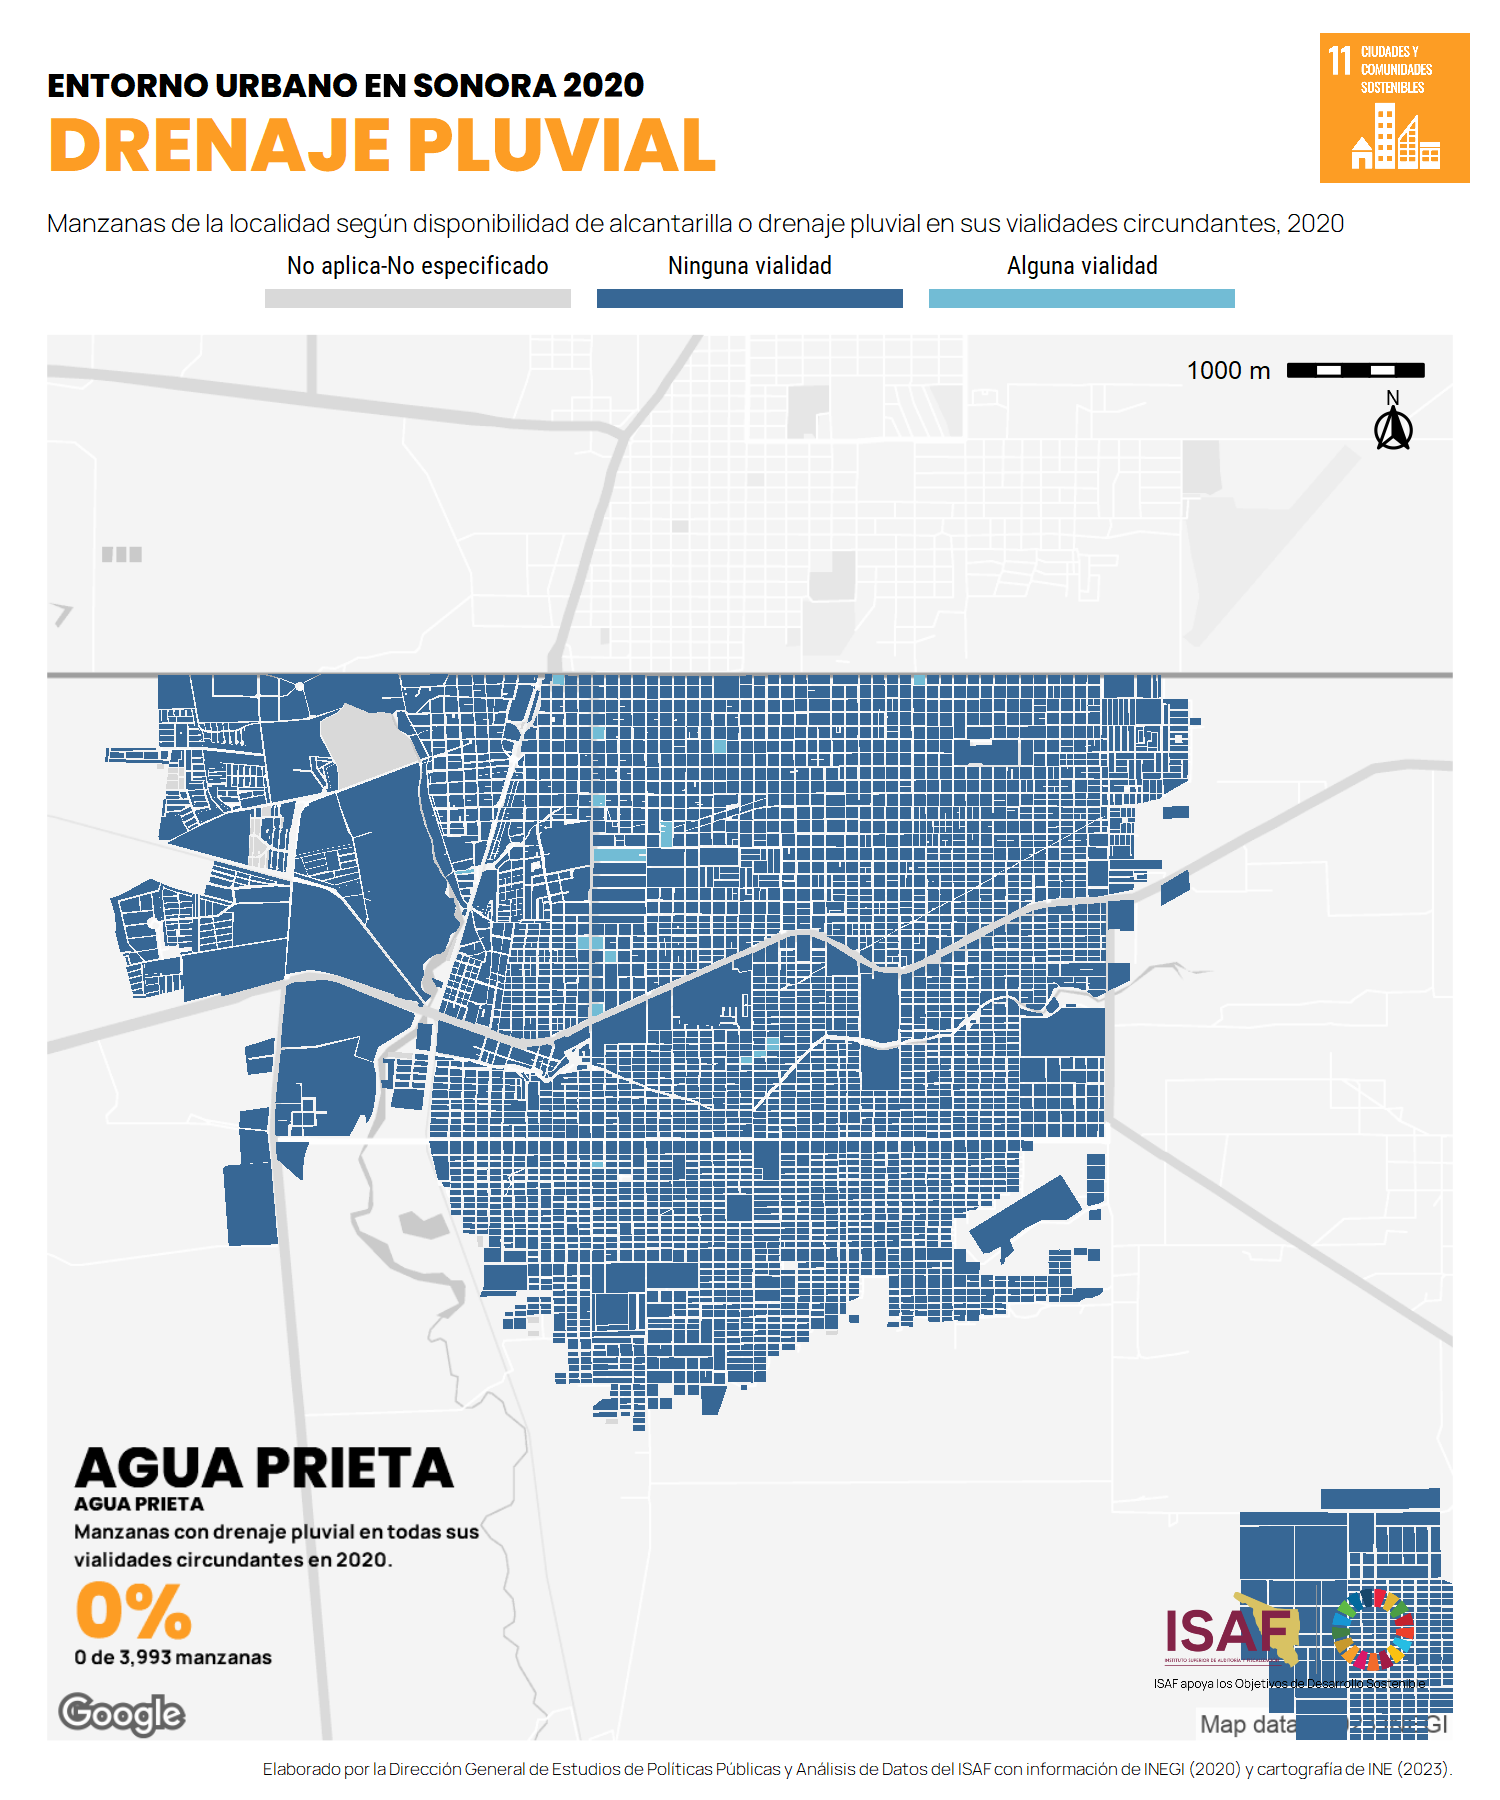 ENTORNO URBANO EN SONORA 2020
DRENAJE PLUVIAL
11 CIUDADES Y
COMUNIDADES
SOSTENIBLES
Manzanas de la localidad según disponibilidad de alcantarilla o drenaje pluvial en sus vialidades circundantes, 2020
No aplica-No especificado
Ninguna vialidad
Alguna vialidad
1000 m
N
AGUA PRIETA
AGUA PRIETA
Manzanas con drenaje pluvial en todas sus
vialidades circundantes en 2020.
0%
0 de 3,993 manzanas
Google
ISAF
ISAF apoya los Objetivos de Desarrollo Sostenible
Map data
GI
Elaborado por la Dirección General de Estudios de Políticas Públicas y Análisis de Datos del ISAF con información de INEGI (2020) y cartografía de INE (2023).